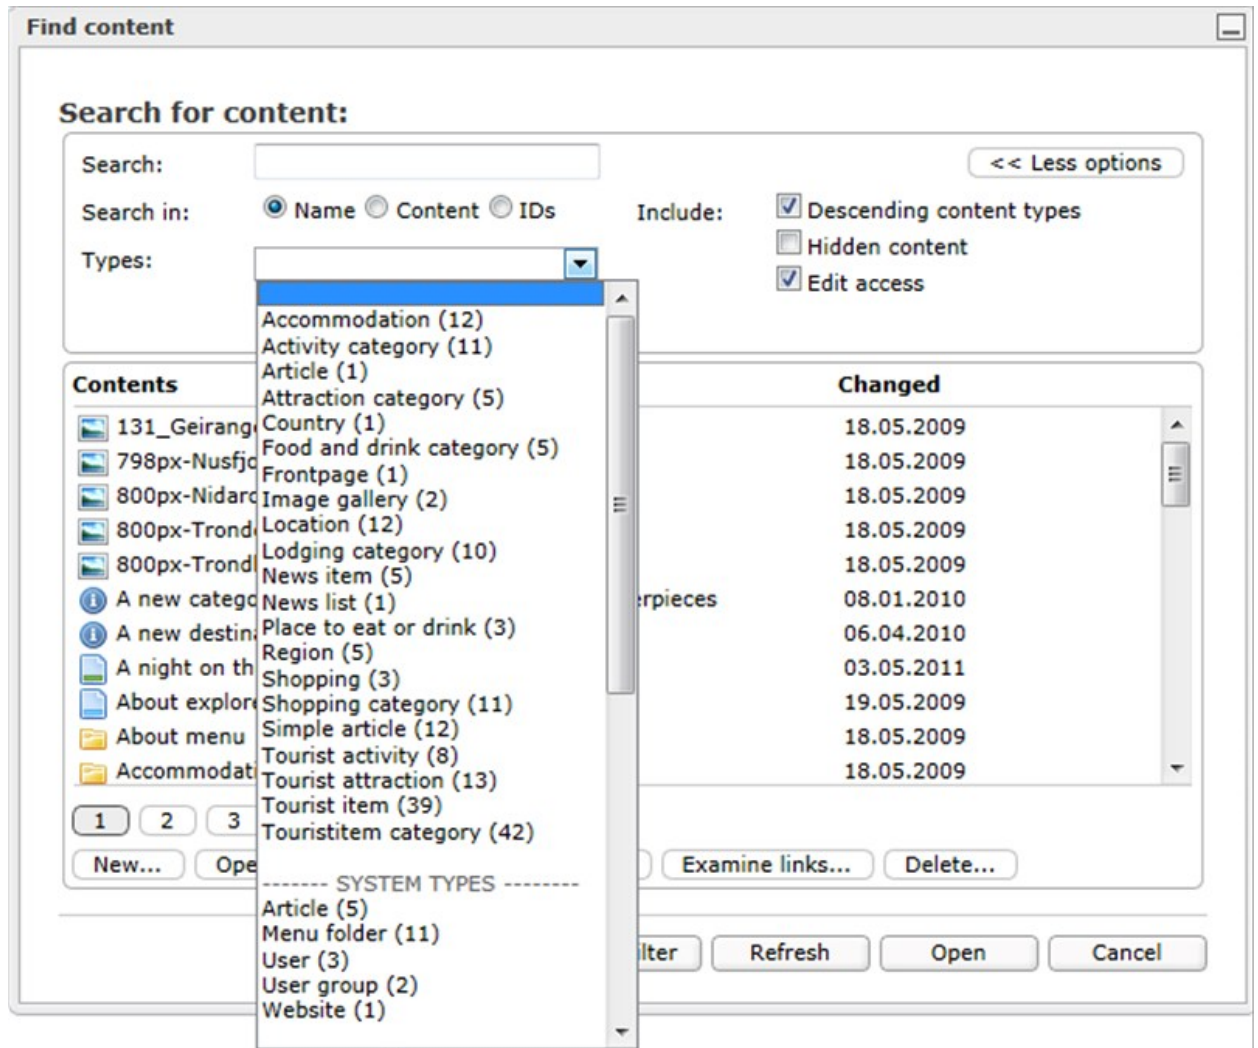 Find content
Search for content:
Search:
<< Less options
Search in: Name Content IDs Include: Descending content types
Hidden content
Types:
Edit access
Accommodation (12)
Activity category (11)
Article (1)
Attraction category (5)
Country (1)
Food and drink category (5)
Frontpage (1)
Image gallery (2)
Location (12)
Lodging category (10)
News item (5)
News list (1)
Place to eat or drink (3)
Region (5)
Shopping (3)
Shopping category (11)
Simple article (12)
Tourist activity (8)
Tourist attraction (13)
Tourist item (39)
Touristitem category (42)
------- SYSTEM TYPES --------
Article (5)
Menu folder (11)
User (3)
User group (2)
Website (1)
Contents Changed
131_Geirang 18.05.2009
798px-Nusfjo 18.05.2009
800px-Nidaro 18.05.2009
800px-Trond 18.05.2009
800px-Trond 18.05.2009
A new catego erpieces 08.01.2010
A new destina 06.04.2010
A night on th 03.05.2011
About explor 19.05.2009
About menu 18.05.2009
Accommodati 18.05.2009
1 2 3
New... Ope Examine links... Delete...
ilter Refresh Open Cancel